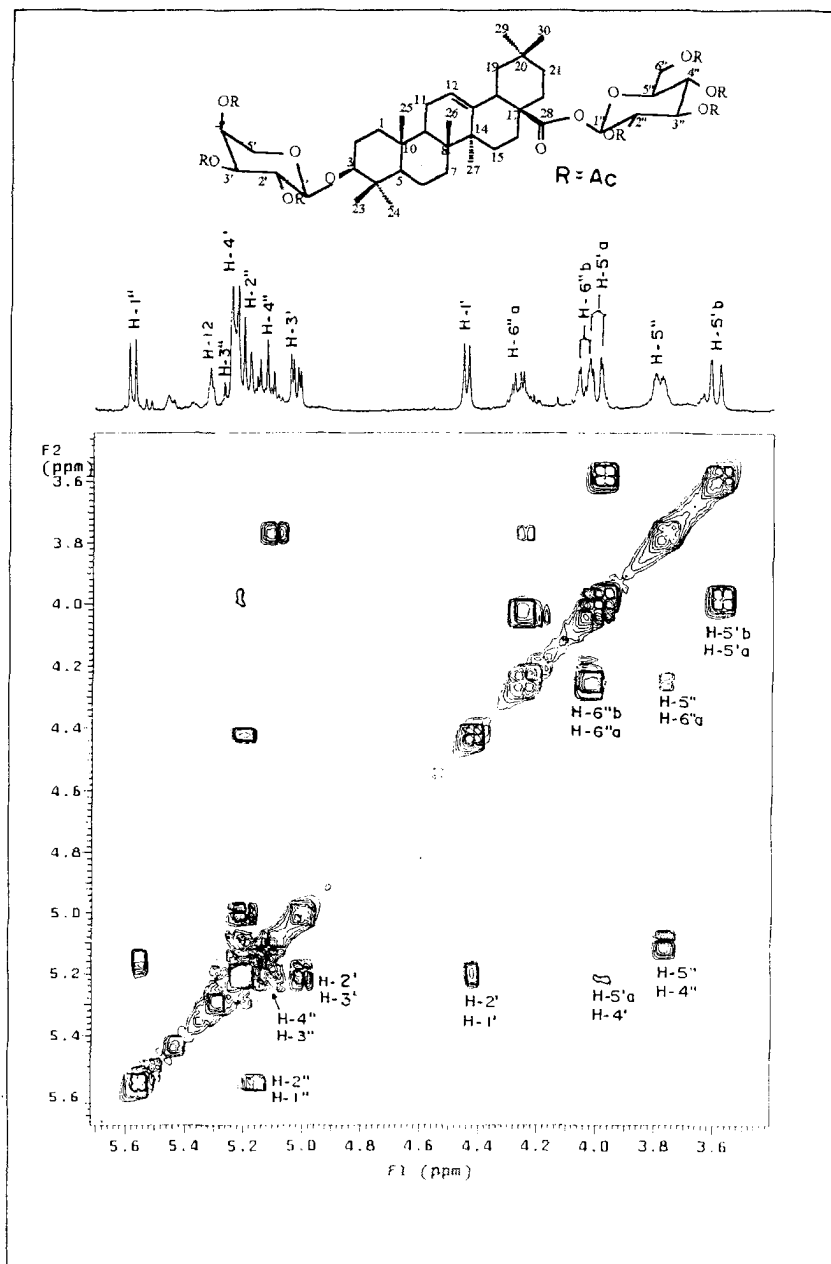 29 30
OR
6" OR
19 20 21
4"
12
5"
O OR
OR
11
25 26 17 28 O 1" OR 2" 3" OR
5' 1
O
RO 10 8 14 O
3' 2' 1' O 3 5 7 27 15
OR
R = Ac
23 24
H-1"
H-12
H-3"
H-4'
H-2"
H-4"
H-3'
H-1'
H-6"a
H-6"b
H-5'a
H-5"
H-5'b
F2
(ppm)
3.6
3.8
4.0
H-5'b
H-5'a
4.2
H-6"b
H-6"a
H-5"
H-6"a
4.4
4.6
4.8
5.0
5.2
H-2'
H-3'
H-2'
H-1'
H-5'a
H-4'
H-5"
H-4"
H-4"
H-3"
5.4
5.6
H-2"
H-1"
5.6 5.4 5.2 5.0 4.8 4.6 4.4 4.2 4.0 3.8 3.6
F1 (ppm)